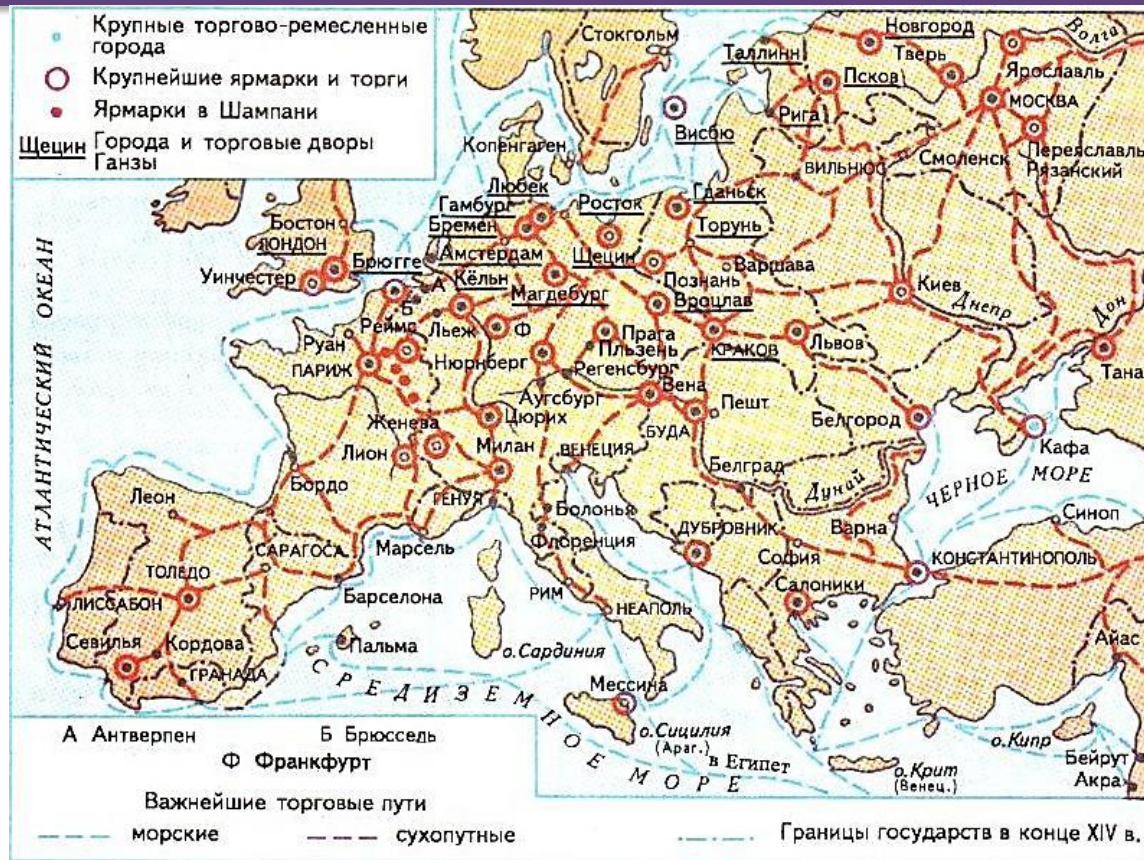 Крупные торгово-ремесленные
города
Крупнейшие ярмарки и торги
Ярмарки в Шампани
Щецин Города и торговые дворы
Ганзы
АТЛАНТИЧЕСКИЙ ОКЕАН
Стокгольм
Таллинн
Новгород
Тверь
Волга
Ярославль
Псков
МОСКВА
Рига
Висбю
Копенгаген
Переяславль
Рязанский
Смоленск
ВИЛЬНЮС
Любек
Гамбург
Бремен
Росток
Гданьск
Торунь
Бостон
ЛОНДОН
Уинчестер
Брюгге
Амстердам
Щецин
Варшава
Познань
Киев
Днепр
Дон
А
Б
Кёльн
Магдебург
Вроцлав
Льеж
Ф
Реймс
Руан
ПАРИЖ
Прага
Пльзень
КРАКОВ
Львов
Тана
Нюрнберг
Регенсбург
Аугсбург
Вена
Пешт
БУДА
Белгород
Кафа
Женева
Цюрих
Лион
Милан
ВЕНЕЦИЯ
Белград
Дунай
ЧЕРНОЕ МОРЕ
Бордо
ГЕНУЯ
Болонья
Флоренция
ДУБРОВНИК
Варна
Синоп
Леон
САРАГОСА
Марсель
София
КОНСТАНТИНОПОЛЬ
ТОЛЕДО
ЛИССАБОН
Барселона
РИМ
НЕАПОЛЬ
Салоники
Севилья
Кордова
ГРАНАДА
Пальма
о.Сардиния
Айас
СРЕДИЗЕМНОЕ МОРЕ
Мессина
о.Сицилия
(Араг.)
в Египет
о.Крит
(Венец.)
о.Кипр
Бейрут
Акра
А Антверпен
Б Брюссель
Ф Франкфурт
Важнейшие торговые пути
морские
сухопутные
Границы государств в конце XIV в.